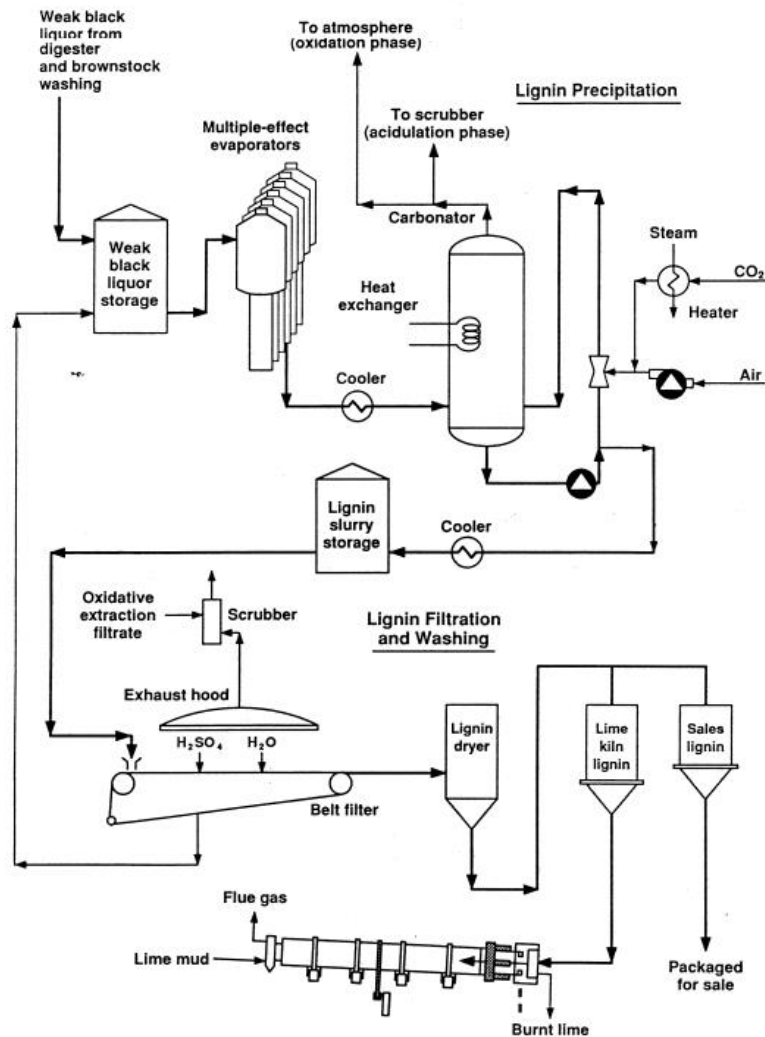 Weak black
liquor from
digester
and brownstock
washing
To atmosphere
(oxidation phase)
Lignin Precipitation
To scrubber
(acidulation phase)
Multiple-effect
evaporators
Carbonator
Steam
CO₂
Weak
black
liquor
storage
Heat
exchanger
Heater
Cooler
Air
Lignin
slurry
storage
Cooler
Oxidative
extraction
filtrate
Scrubber
Lignin Filtration
and Washing
Exhaust hood
H₂SO₄
H₂O
Lignin
dryer
Lime
kiln
lignin
Sales
lignin
Belt filter
Flue gas
Lime mud
Packaged
for sale
Burnt lime